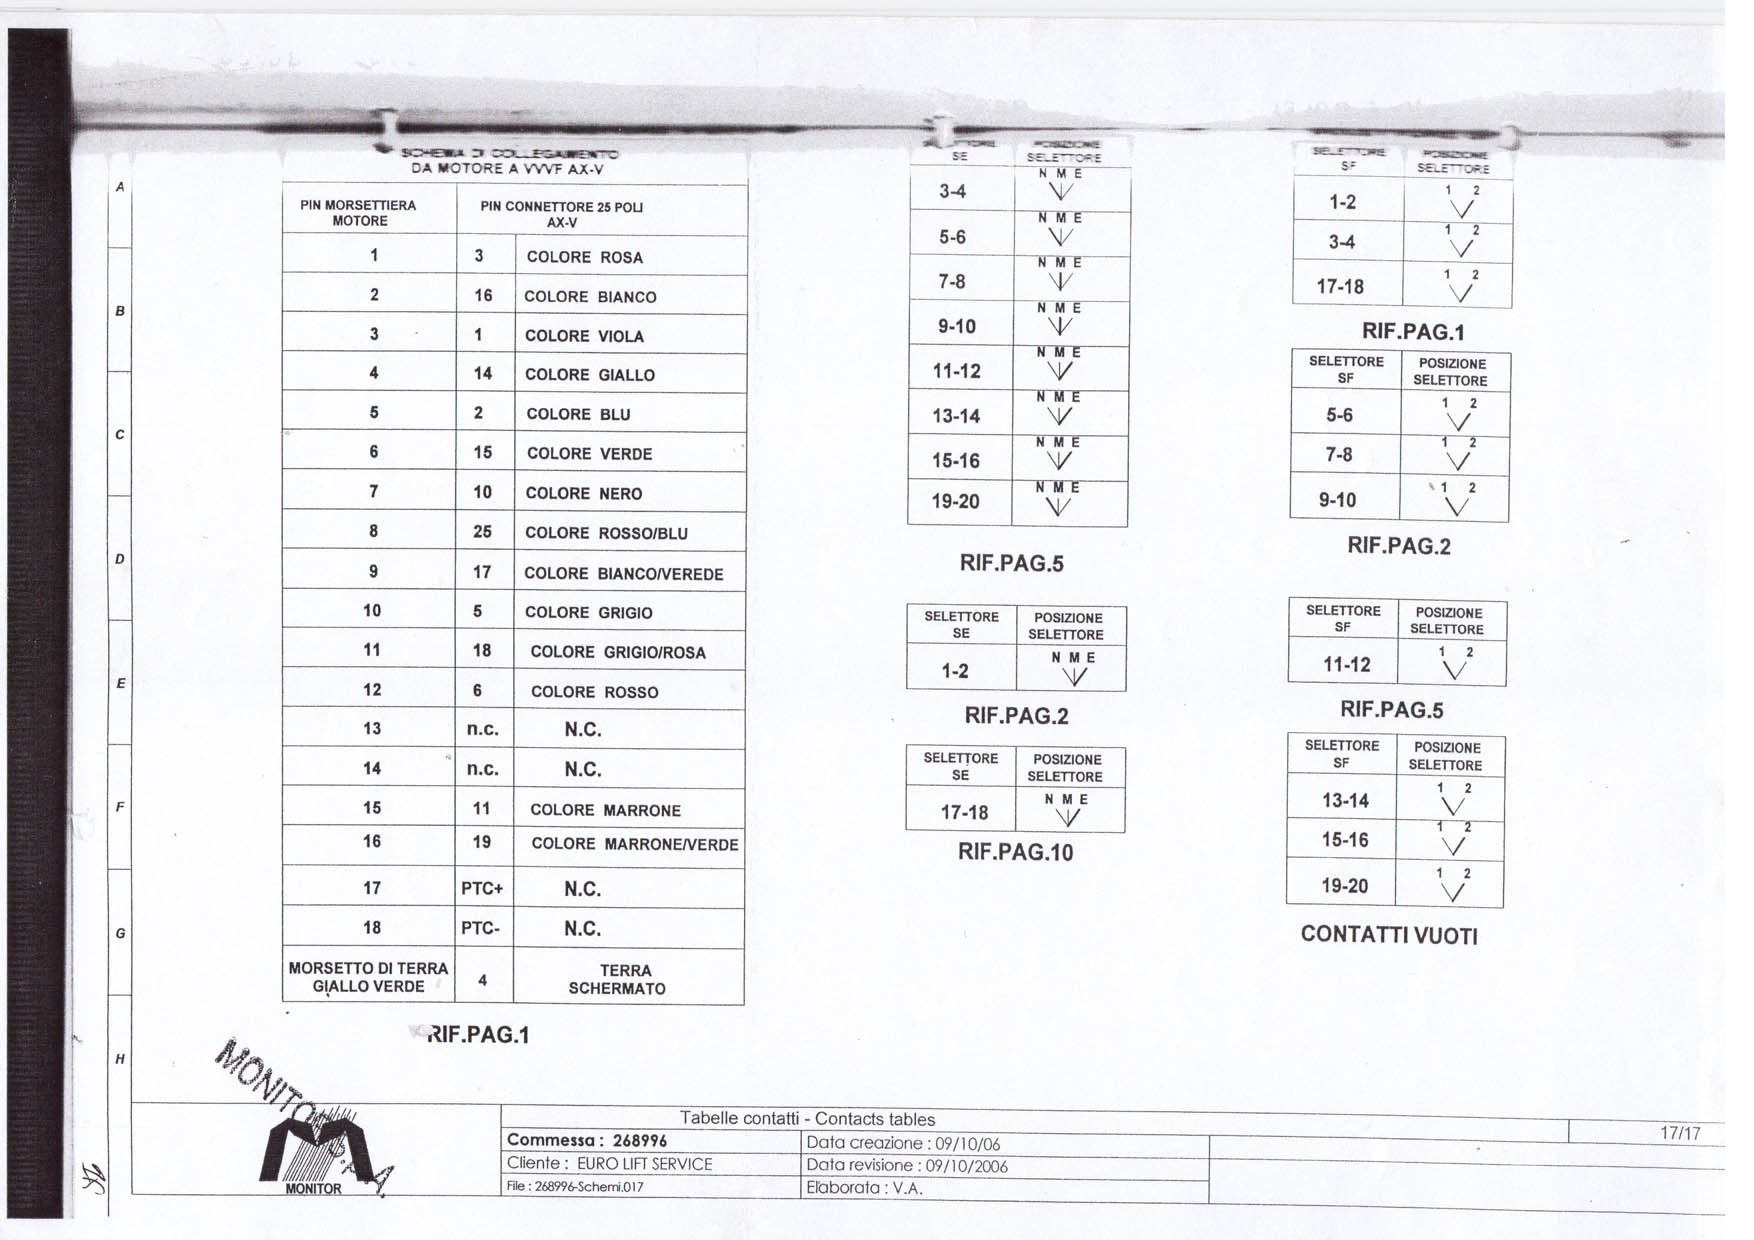 SCHEMA DI COLLEGAMENTO
DA MOTORE A VVVF AX-V
PIN MORSETTIERA MOTORE PIN CONNETTORE 25 POLI AX-V
1 3 COLORE ROSA
2 16 COLORE BIANCO
3 1 COLORE VIOLA
4 14 COLORE GIALLO
5 2 COLORE BLU
6 15 COLORE VERDE
7 10 COLORE NERO
8 25 COLORE ROSSO/BLU
9 17 COLORE BIANCO/VEREDE
10 5 COLORE GRIGIO
11 18 COLORE GRIGIO/ROSA
12 6 COLORE ROSSO
13 n.c. N.C.
14 n.c. N.C.
15 11 COLORE MARRONE
16 19 COLORE MARRONE/VERDE
17 PTC+ N.C.
18 PTC- N.C.
MORSETTO DI TERRA GIALLO VERDE 4 TERRA SCHERMATO
RIF.PAG.1
SELETTORE SE POSIZIONE SELETTORE
3-4 N M E
5-6 N M E
7-8 N M E
9-10 N M E
11-12 N M E
13-14 N M E
15-16 N M E
19-20 N M E
RIF.PAG.5
SELETTORE SE POSIZIONE SELETTORE
1-2 N M E
RIF.PAG.2
SELETTORE SE POSIZIONE SELETTORE
17-18 N M E
RIF.PAG.10
SELETTORE SF POSIZIONE SELETTORE
1-2 1 2
3-4 1 2
17-18 1 2
RIF.PAG.1
SELETTORE SF POSIZIONE SELETTORE
5-6 1 2
7-8 1 2
9-10 1 2
RIF.PAG.2
SELETTORE SF POSIZIONE SELETTORE
11-12 1 2
RIF.PAG.5
SELETTORE SF POSIZIONE SELETTORE
13-14 1 2
15-16 1 2
19-20 1 2
CONTATTI VUOTI
A
B
C
D
E
F
G
H
MONITOR S.P.A.
MONITOR
Tabelle contatti - Contacts tables
17/17
Commessa : 268996 Data creazione : 09/10/06
Cliente : EURO LIFT SERVICE Data revisione : 09/10/2006
File : 268996-Schemi.017 Elaborata : V.A.